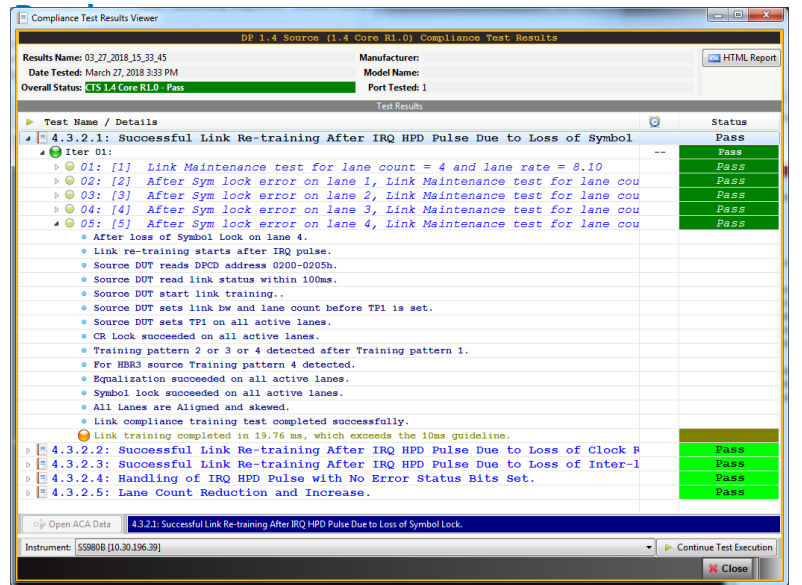 Compliance Test Results Viewer
DP 1.4 Source (1.4 Core R1.0) Compliance Test Results
Results Name: 03_27_2018_15_33_45
Manufacturer:
HTML Report
Date Tested: March 27, 2018 3:33 PM
Model Name:
Overall Status: CTS 1.4 Core R1.0 - Pass
Port Tested: 1
Test Results
Test Name / Details
Status
4.3.2.1: Successful Link Re-training After IRQ HPD Pulse Due to Loss of Symbol
Pass
Iter 01:
--
Pass
01: [1] Link Maintenance test for lane count = 4 and lane rate = 8.10
Pass
02: [2] After Sym lock error on lane 1, Link Maintenance test for lane cou
Pass
03: [3] After Sym lock error on lane 2, Link Maintenance test for lane cou
Pass
04: [4] After Sym lock error on lane 3, Link Maintenance test for lane cou
Pass
05: [5] After Sym lock error on lane 4, Link Maintenance test for lane cou
Pass
After loss of Symbol Lock on lane 4.
Link re-training starts after IRQ pulse.
Source DUT reads DPCD address 0200-0205h.
Source DUT read link status within 100ms.
Source DUT start link training..
Source DUT sets link bw and lane count before TP1 is set.
Source DUT sets TP1 on all active lanes.
CR Lock succeeded on all active lanes.
Training pattern 2 or 3 or 4 detected after Training pattern 1.
For HBR3 source Training pattern 4 detected.
Equalization succeeded on all active lanes.
Symbol lock succeeded on all active lanes.
All Lanes are Aligned and skewed.
Link compliance training test completed successfully.
Link training completed in 19.76 ms, which exceeds the 10ms guideline.
4.3.2.2: Successful Link Re-training After IRQ HPD Pulse Due to Loss of Clock R
Pass
4.3.2.3: Successful Link Re-training After IRQ HPD Pulse Due to Loss of Inter-l
Pass
4.3.2.4: Handling of IRQ HPD Pulse with No Error Status Bits Set.
Pass
4.3.2.5: Lane Count Reduction and Increase.
Pass
Open ACA Data
4.3.2.1: Successful Link Re-training After IRQ HPD Pulse Due to Loss of Symbol Lock.
Instrument: SS980B [10.30.196.39]
Continue Test Execution
Close